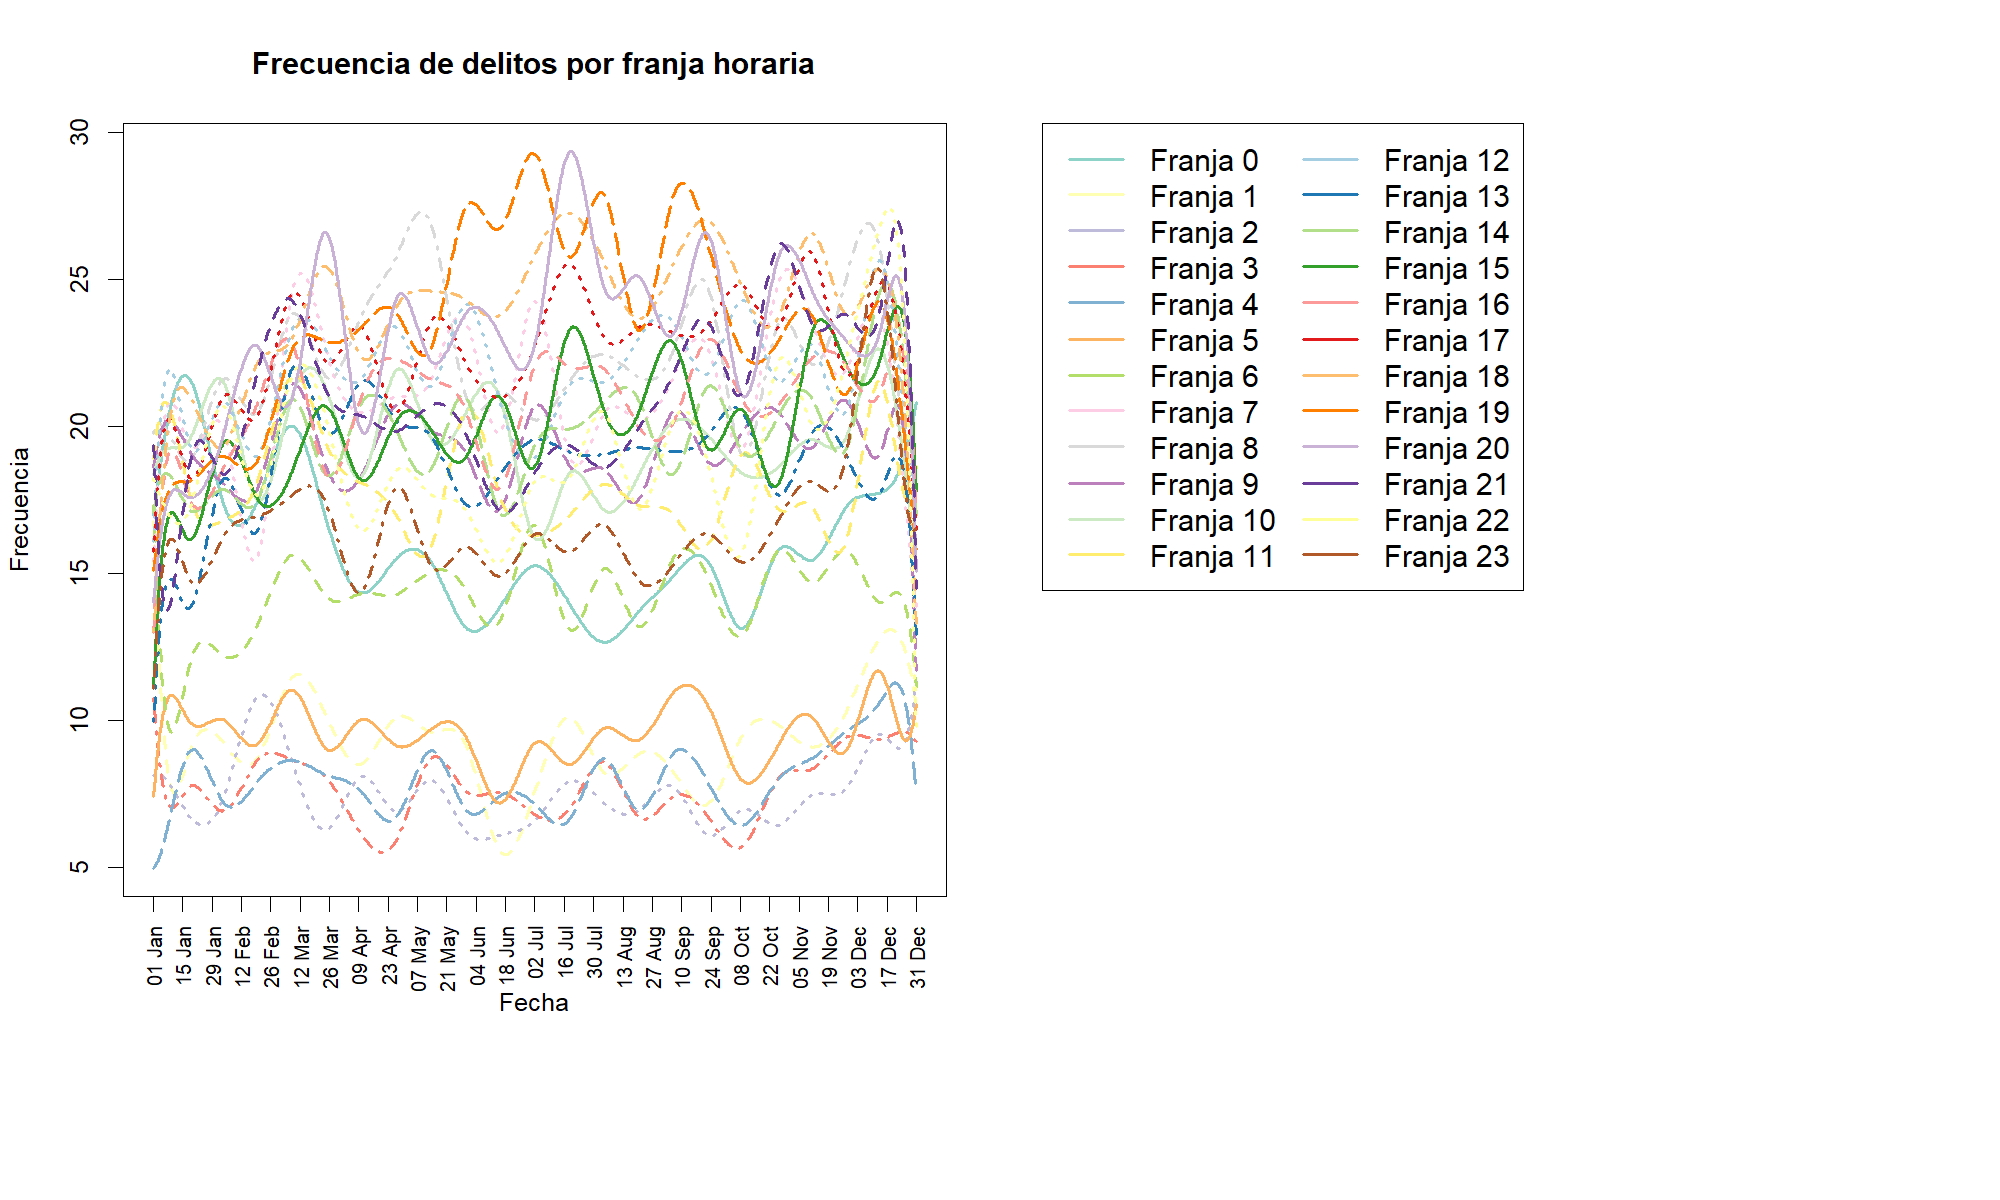 Frecuencia de delitos por franja horaria
Frecuencia
30
25
20
15
10
5
01 Jan
15 Jan
29 Jan
12 Feb
26 Feb
12 Mar
26 Mar
09 Apr
23 Apr
07 May
21 May
04 Jun
18 Jun
02 Jul
16 Jul
30 Jul
13 Aug
27 Aug
10 Sep
24 Sep
08 Oct
22 Oct
05 Nov
19 Nov
03 Dec
17 Dec
31 Dec
Fecha
Franja 0
Franja 1
Franja 2
Franja 3
Franja 4
Franja 5
Franja 6
Franja 7
Franja 8
Franja 9
Franja 10
Franja 11
Franja 12
Franja 13
Franja 14
Franja 15
Franja 16
Franja 17
Franja 18
Franja 19
Franja 20
Franja 21
Franja 22
Franja 23